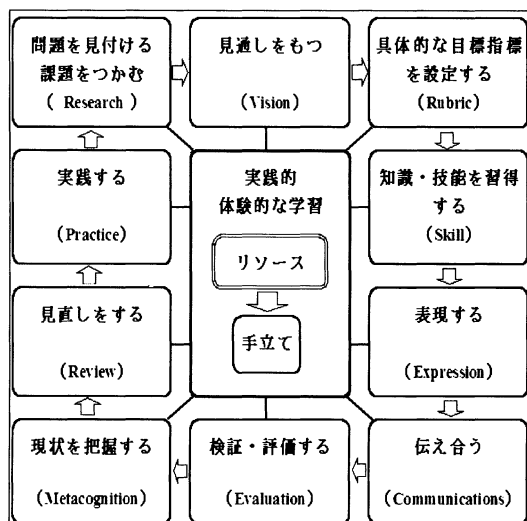 問題を見付ける
課題をつかむ
(Research)
見通しをもつ
(Vision)
具体的な目標指標
を設定する
(Rubric)
実践する
(Practice)
実践的
体験的な学習
リソース
手立て
知識・技能を習得
する
(Skill)
見直しをする
(Review)
表現する
(Expression)
現状を把握する
(Metacognition)
検証・評価する
(Evaluation)
伝え合う
(Communications)